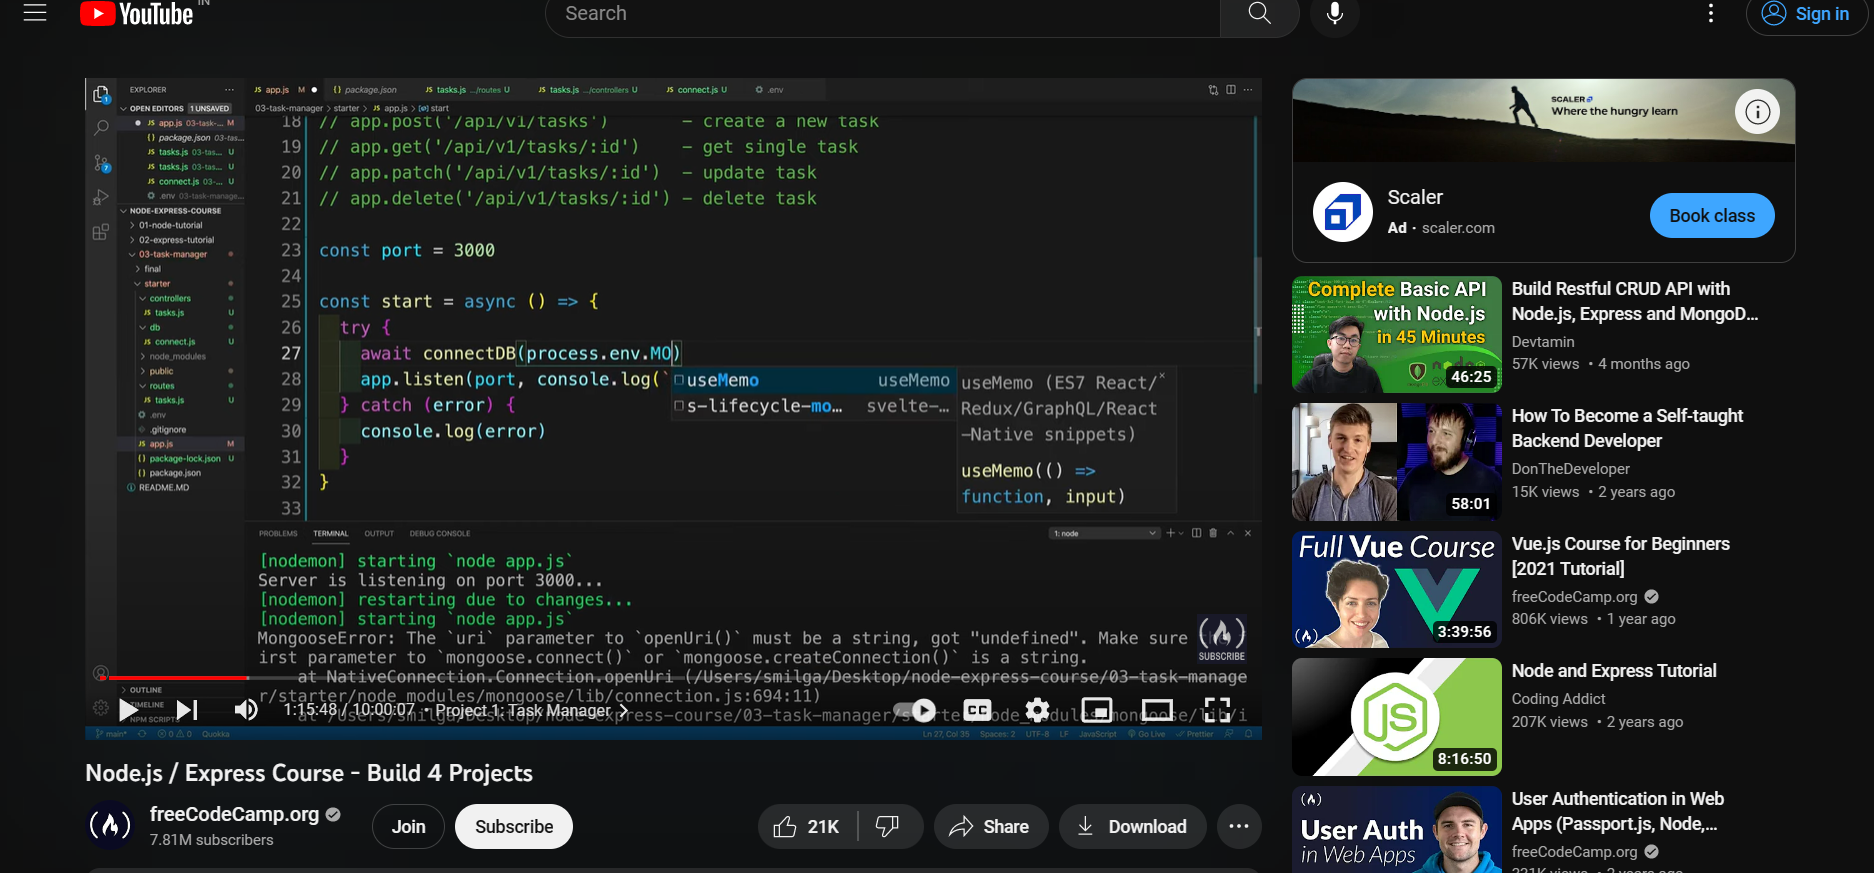 YouTube IN
Search
Sign in
EXPLORER
OPEN EDITORS 1 UNSAVED
JS app.js 03-task-... M
{} package.json 03-tas...
JS tasks.js 03-tas... U
JS tasks.js 03-tas... U
JS connect.js 03-... U
.env 03-task-manage...
NODE-EXPRESS-COURSE
01-node-tutorial
02-express-tutorial
03-task-manager
final
starter
controllers
JS tasks.js U
db
JS connect.js U
node_modules
public
routes
JS tasks.js U
.env
.gitignore
JS app.js M
{} package-lock.json U
{} package.json
README.MD
OUTLINE
TIMELINE
NPM SCRIPTS
JS app.js M
{} package.json
JS tasks.js .../routes U
JS tasks.js .../controllers U
JS connect.js U
.env
03-task-manager > starter > JS app.js > start
18 // app.post('/api/v1/tasks') - create a new task
19 // app.get('/api/v1/tasks/:id') - get single task
20 // app.patch('/api/v1/tasks/:id') - update task
21 // app.delete('/api/v1/tasks/:id') - delete task
22
23 const port = 3000
24
25 const start = async () => {
26 try {
27 await connectDB(process.env.MO)
28 app.listen(port, console.log(`
29 } catch (error) {
30 console.log(error)
31 }
32 }
33
useMemo useMemo
s-lifecycle-mo... svelte-...
useMemo (ES7 React/
Redux/GraphQL/React
-Native snippets)
useMemo(() =>
function, input)
PROBLEMS TERMINAL OUTPUT DEBUG CONSOLE 1: node
[nodemon] starting `node app.js`
Server is listening on port 3000...
[nodemon] restarting due to changes...
[nodemon] starting `node app.js`
MongooseError: The `uri` parameter to `openUri()` must be a string, got "undefined". Make sure
irst parameter to `mongoose.connect()` or `mongoose.createConnection()` is a string.
at NativeConnection.Connection.openUri (/Users/smilga/Desktop/node-express-course/03-task-manage
r/starter/node_modules/mongoose/lib/connection.js:694:11)
at /Users/smilga/Desktop/node-express-course/03-task-manager/starter/node_modules/mongoose/lib/i
SUBSCRIBE
1:15:48 / 10:00:07 • Project 1: Task Manager >
CC
main* 0 0 Quokka Ln 27, Col 35 Spaces: 2 UTF-8 LF JavaScript Go Live Prettier
Node.js / Express Course - Build 4 Projects
freeCodeCamp.org
7.81M subscribers
Join
Subscribe
21K
Share
Download
SCALER
Where the hungry learn
Scaler
Ad · scaler.com
Book class
Complete Basic API
with Node.js
in 45 Minutes
46:25
Build Restful CRUD API with
Node.js, Express and MongoD...
Devtamin
57K views • 4 months ago
58:01
How To Become a Self-taught
Backend Developer
DonTheDeveloper
15K views • 2 years ago
Full Vue Course
3:39:56
Vue.js Course for Beginners
[2021 Tutorial]
freeCodeCamp.org
806K views • 1 year ago
JS
8:16:50
Node and Express Tutorial
Coding Addict
207K views • 2 years ago
User Auth
in Web Apps
User Authentication in Web
Apps (Passport.js, Node,...
freeCodeCamp.org